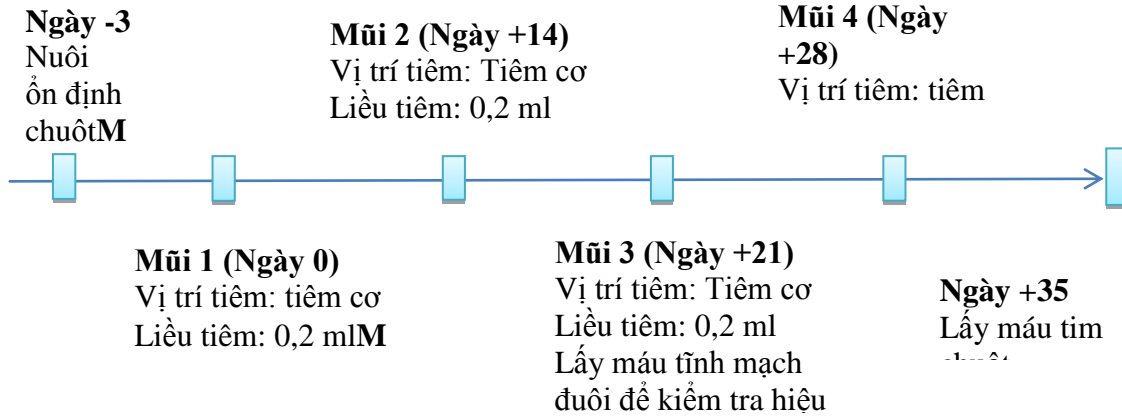 Ngày -3
Nuôi
ổn định
chuộtM
Mũi 2 (Ngày +14)
Vị trí tiêm: Tiêm cơ
Liều tiêm: 0,2 ml
Mũi 4 (Ngày
+28)
Vị trí tiêm: tiêm
Mũi 1 (Ngày 0)
Vị trí tiêm: tiêm cơ
Liều tiêm: 0,2 mlM
Mũi 3 (Ngày +21)
Vị trí tiêm: Tiêm cơ
Liều tiêm: 0,2 ml
Lấy máu tĩnh mạch
đuôi để kiểm tra hiệu
Ngày +35
Lấy máu tim